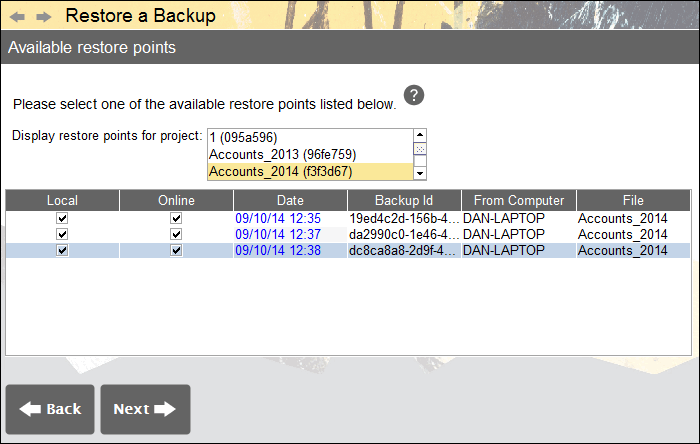 Restore a Backup
Available restore points
Please select one of the available restore points listed below. ?
Display restore points for project:
1 (095a596)
Accounts_2013 (96fe759)
Accounts_2014 (f3f3d67)
Local Online Date Backup Id From Computer File
09/10/14 12:35 19ed4c2d-156b-4... DAN-LAPTOP Accounts_2014
09/10/14 12:37 da2990c0-1e46-4... DAN-LAPTOP Accounts_2014
09/10/14 12:38 dc8ca8a8-2d9f-4... DAN-LAPTOP Accounts_2014
Back Next